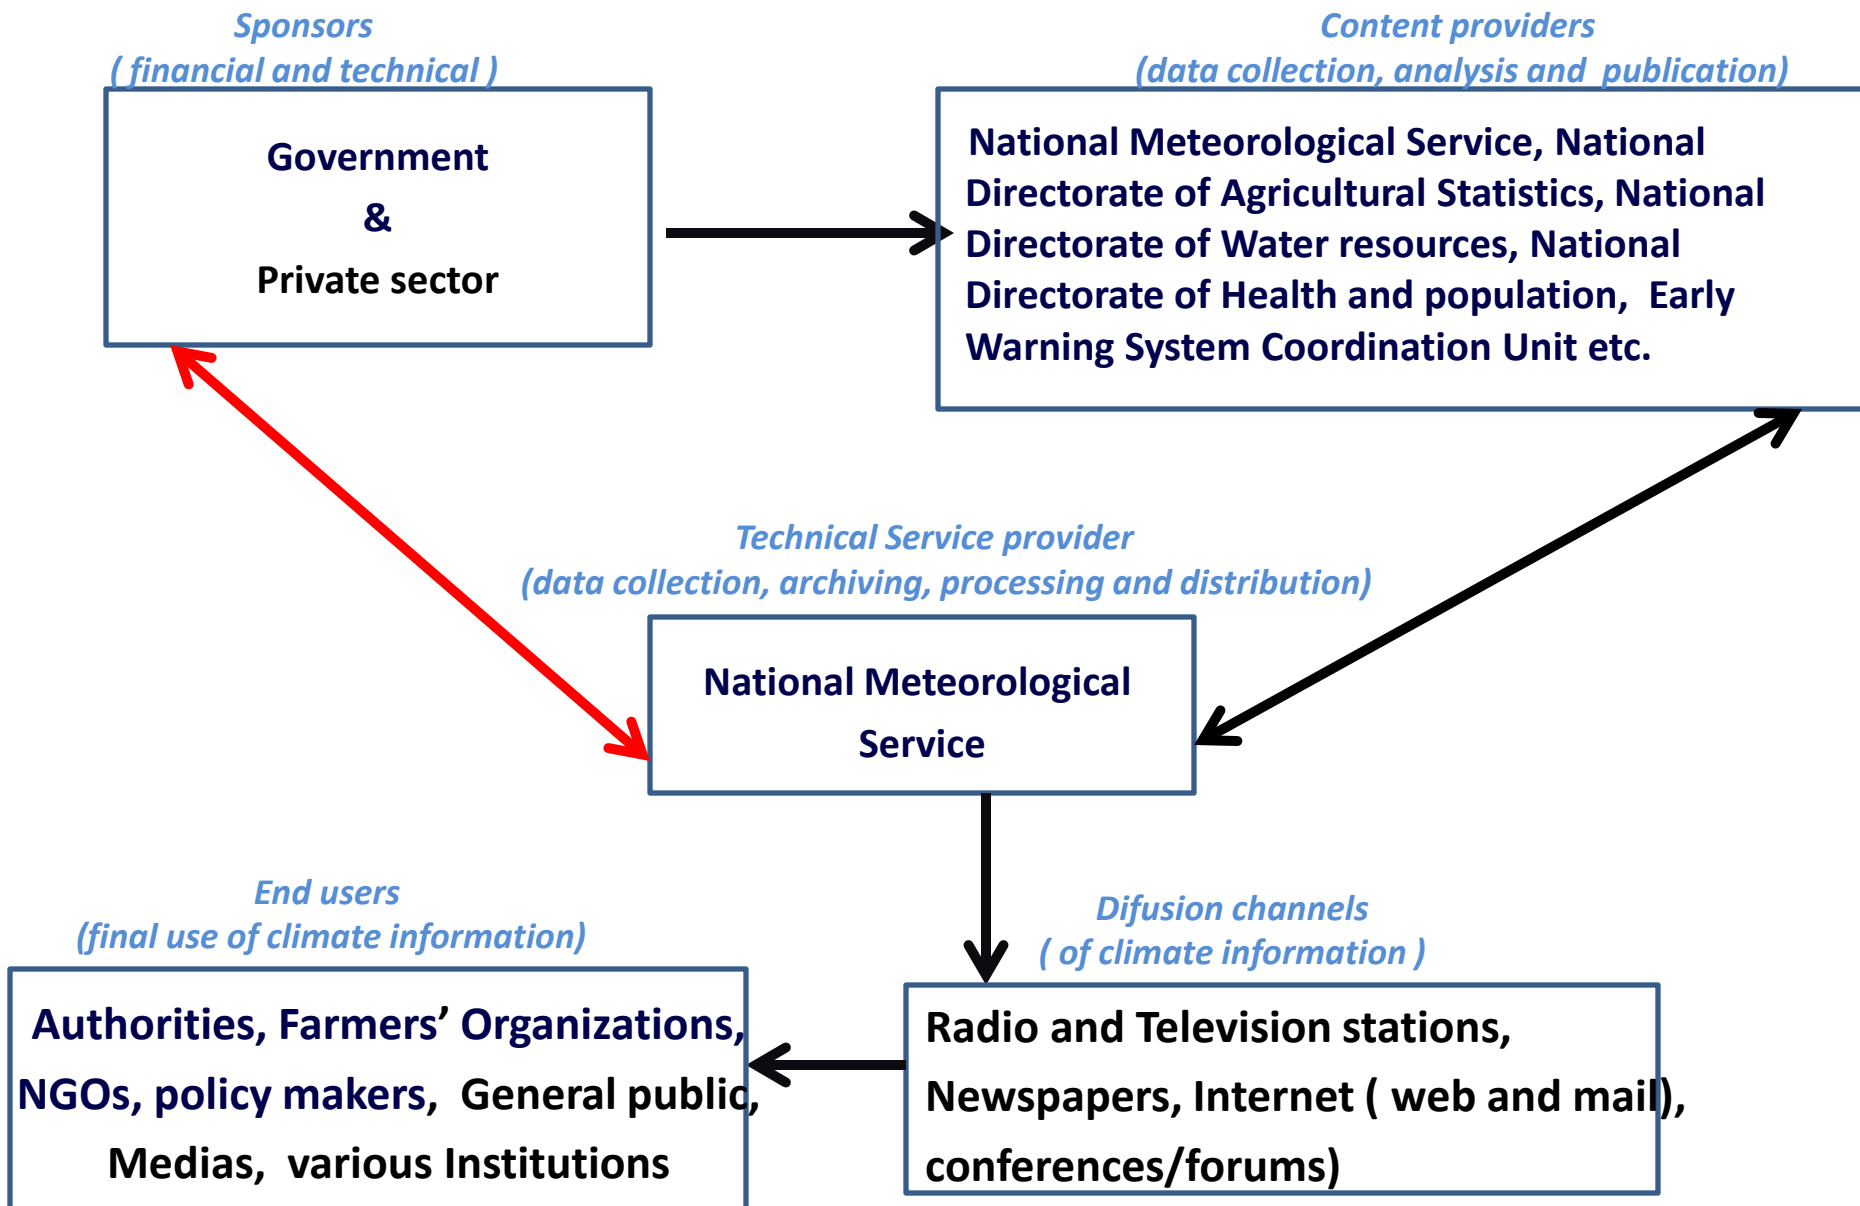 Sponsors
( financial and technical )
Government
&
Private sector
Content providers
(data collection, analysis and publication)
National Meteorological Service, National
Directorate of Agricultural Statistics, National
Directorate of Water resources, National
Directorate of Health and population, Early
Warning System Coordination Unit etc.
Technical Service provider
(data collection, archiving, processing and distribution)
National Meteorological
Service
End users
(final use of climate information)
Authorities, Farmers’ Organizations,
NGOs, policy makers, General public,
Medias, various Institutions
Difusion channels
( of climate information )
Radio and Television stations,
Newspapers, Internet ( web and mail),
conferences/forums)